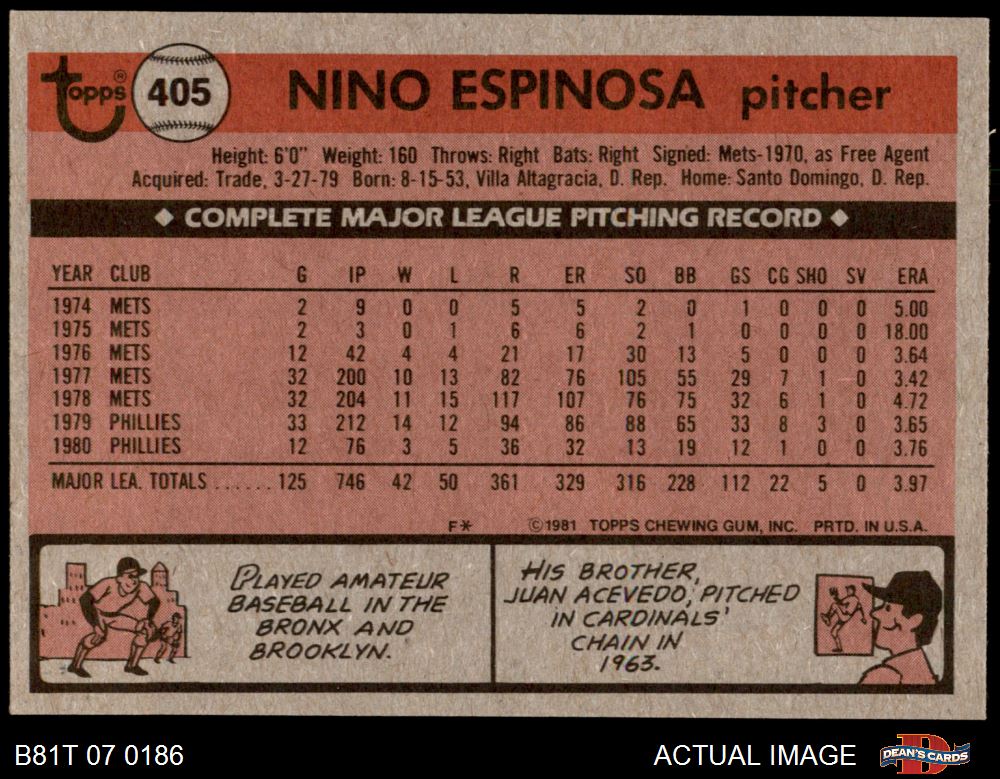 Topps® 405 NINO ESPINOSA pitcher
Height: 6'0" Weight: 160 Throws: Right Bats: Right Signed: Mets-1970, as Free Agent
Acquired: Trade, 3-27-79 Born: 8-15-53, Villa Altagracia, D. Rep. Home: Santo Domingo, D. Rep.
◆ COMPLETE MAJOR LEAGUE PITCHING RECORD ◆
YEAR CLUB G IP W L R ER SO BB GS CG SHO SV ERA
1974 METS 2 9 0 0 5 5 2 0 1 0 0 0 5.00
1975 METS 2 3 0 1 6 6 2 1 0 0 0 0 18.00
1976 METS 12 42 4 4 21 17 30 13 5 0 0 0 3.64
1977 METS 32 200 10 13 82 76 105 55 29 7 1 0 3.42
1978 METS 32 204 11 15 117 107 76 75 32 6 1 0 4.72
1979 PHILLIES 33 212 14 12 94 86 88 65 33 8 3 0 3.65
1980 PHILLIES 12 76 3 5 36 32 13 19 12 1 0 0 3.76
MAJOR LEA. TOTALS ...... 125 746 42 50 361 329 316 228 112 22 5 0 3.97
F* ©1981 TOPPS CHEWING GUM, INC. PRTD. IN U.S.A.
PLAYED AMATEUR
BASEBALL IN THE
BRONX AND
BROOKLYN.
HIS BROTHER,
JUAN ACEVEDO, PITCHED
IN CARDINALS'
CHAIN IN
1963.
B81T 07 0186 ACTUAL IMAGE DEAN'S CARDS